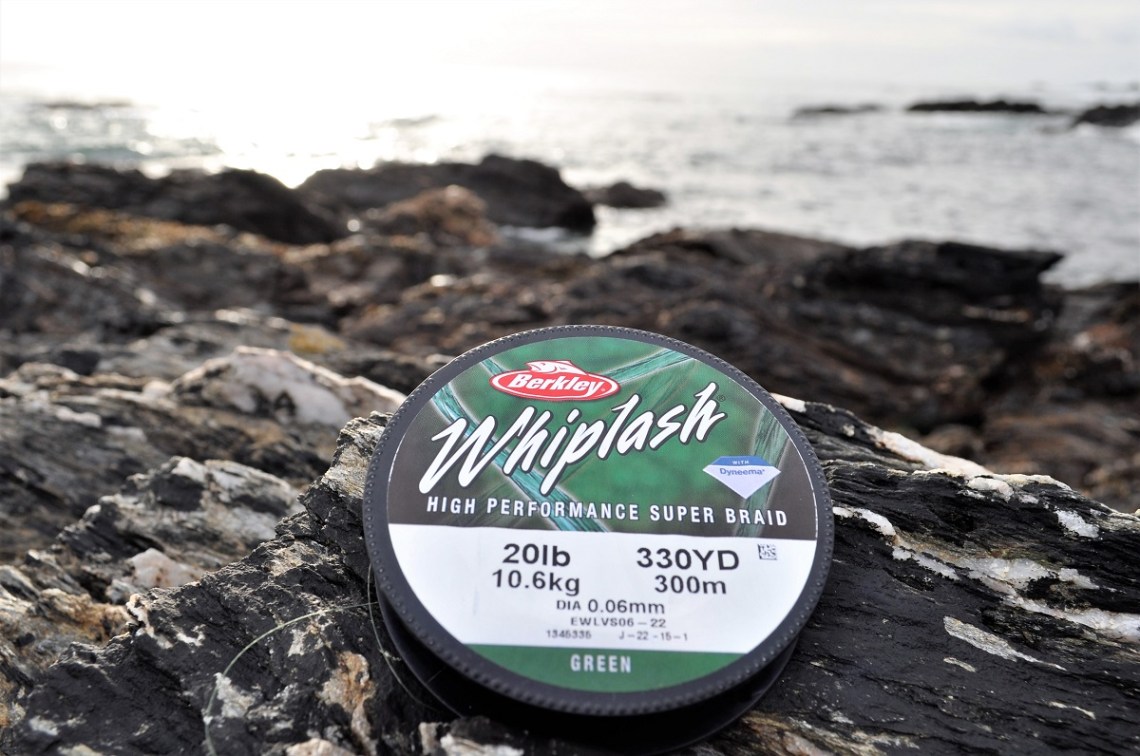 Berkley
Whiplash
WITH
Dyneema®
HIGH PERFORMANCE SUPER BRAID
20lb 330YD
10.6kg 300m
DIA 0.06mm
EWLVS06-22
1345335 J-22-15-1
GREEN